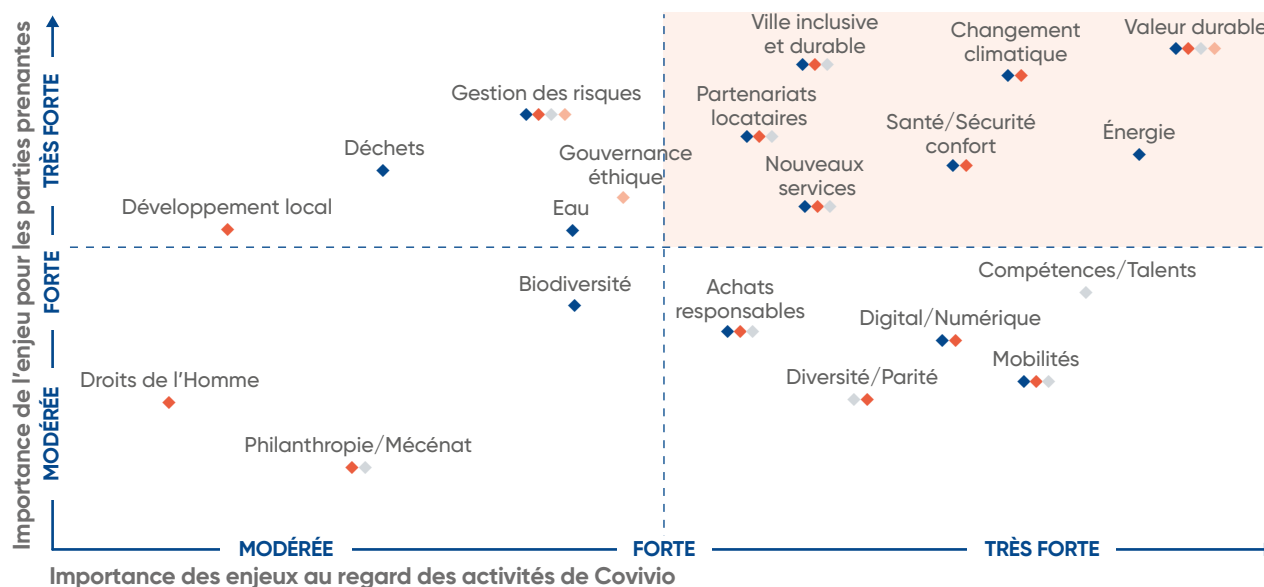 Importance de l'enjeu pour les parties prenantes
TRÈS FORTE
FORTE
MODÉRÉE
Ville inclusive
et durable
Changement
climatique
Valeur durable
Gestion des risques
Partenariats
locataires
Santé/Sécurité
confort
Énergie
Déchets
Gouvernance
éthique
Nouveaux
services
Développement local
Eau
Biodiversité
Achats
responsables
Compétences/Talents
Digital/Numérique
Mobilités
Droits de l'Homme
Diversité/Parité
Philanthropie/Mécénat
MODÉRÉE
FORTE
TRÈS FORTE
Importance des enjeux au regard des activités de Covivio